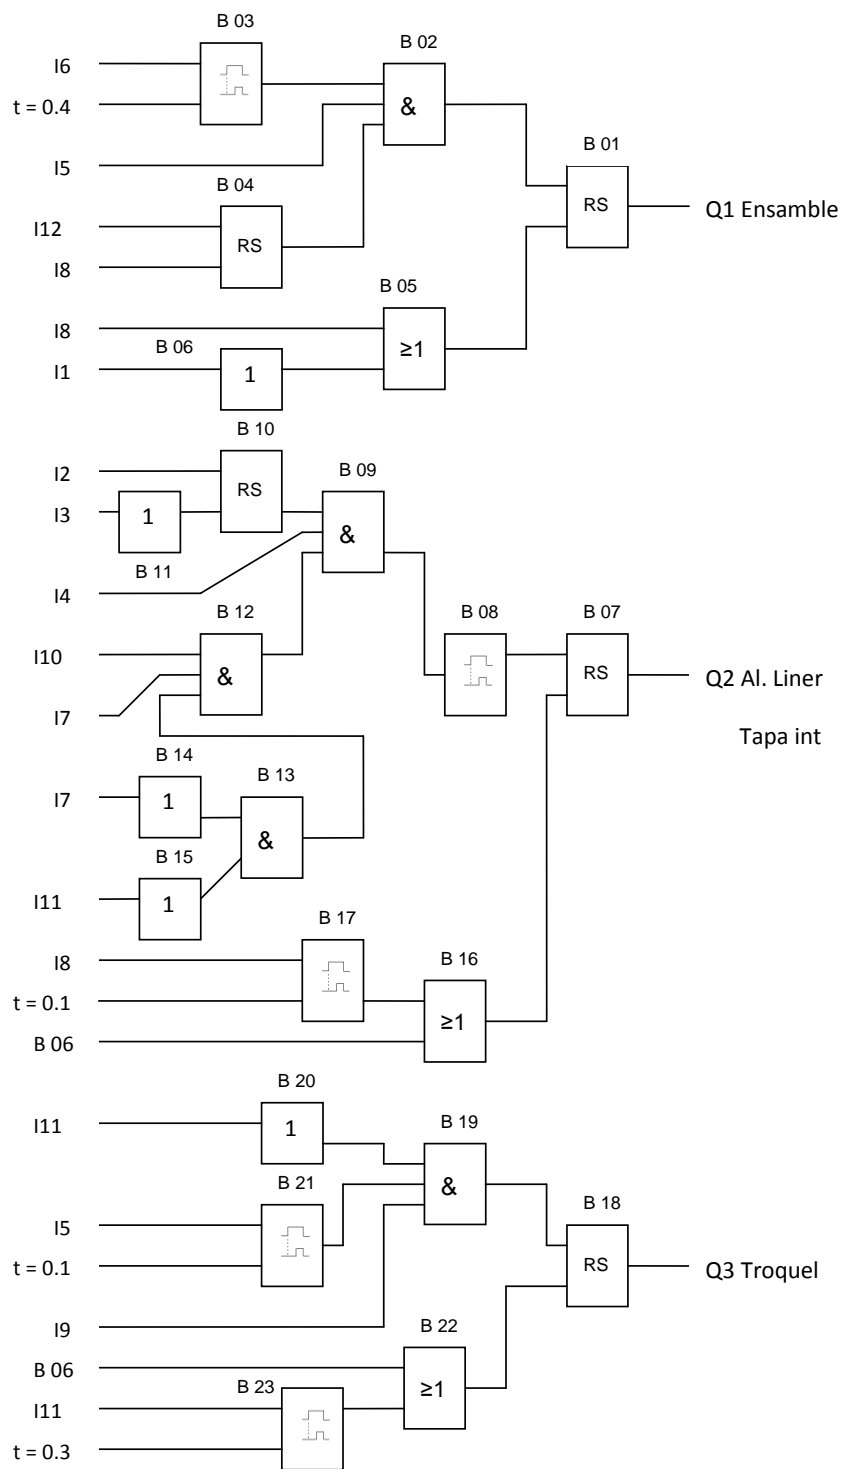 B 03
B 02
I6
&
t = 0.4
B 01
I5
B 04
RS
Q1 Ensamble
I12
RS
I8
B 05
I8
B 06
≥1
I1
1
B 10
B 09
I2
RS
I3
1
&
B 11
I4
B 12
B 08
B 07
I10
&
RS
Q2 Al. Liner
I7
Tapa int
B 14
B 13
I7
1
&
B 15
I11
1
B 17
B 16
I8
t = 0.1
≥1
B 06
B 20
I11
1
B 19
B 21
&
B 18
I5
t = 0.1
RS
Q3 Troquel
I9
B 22
B 06
B 23
≥1
I11
t = 0.3